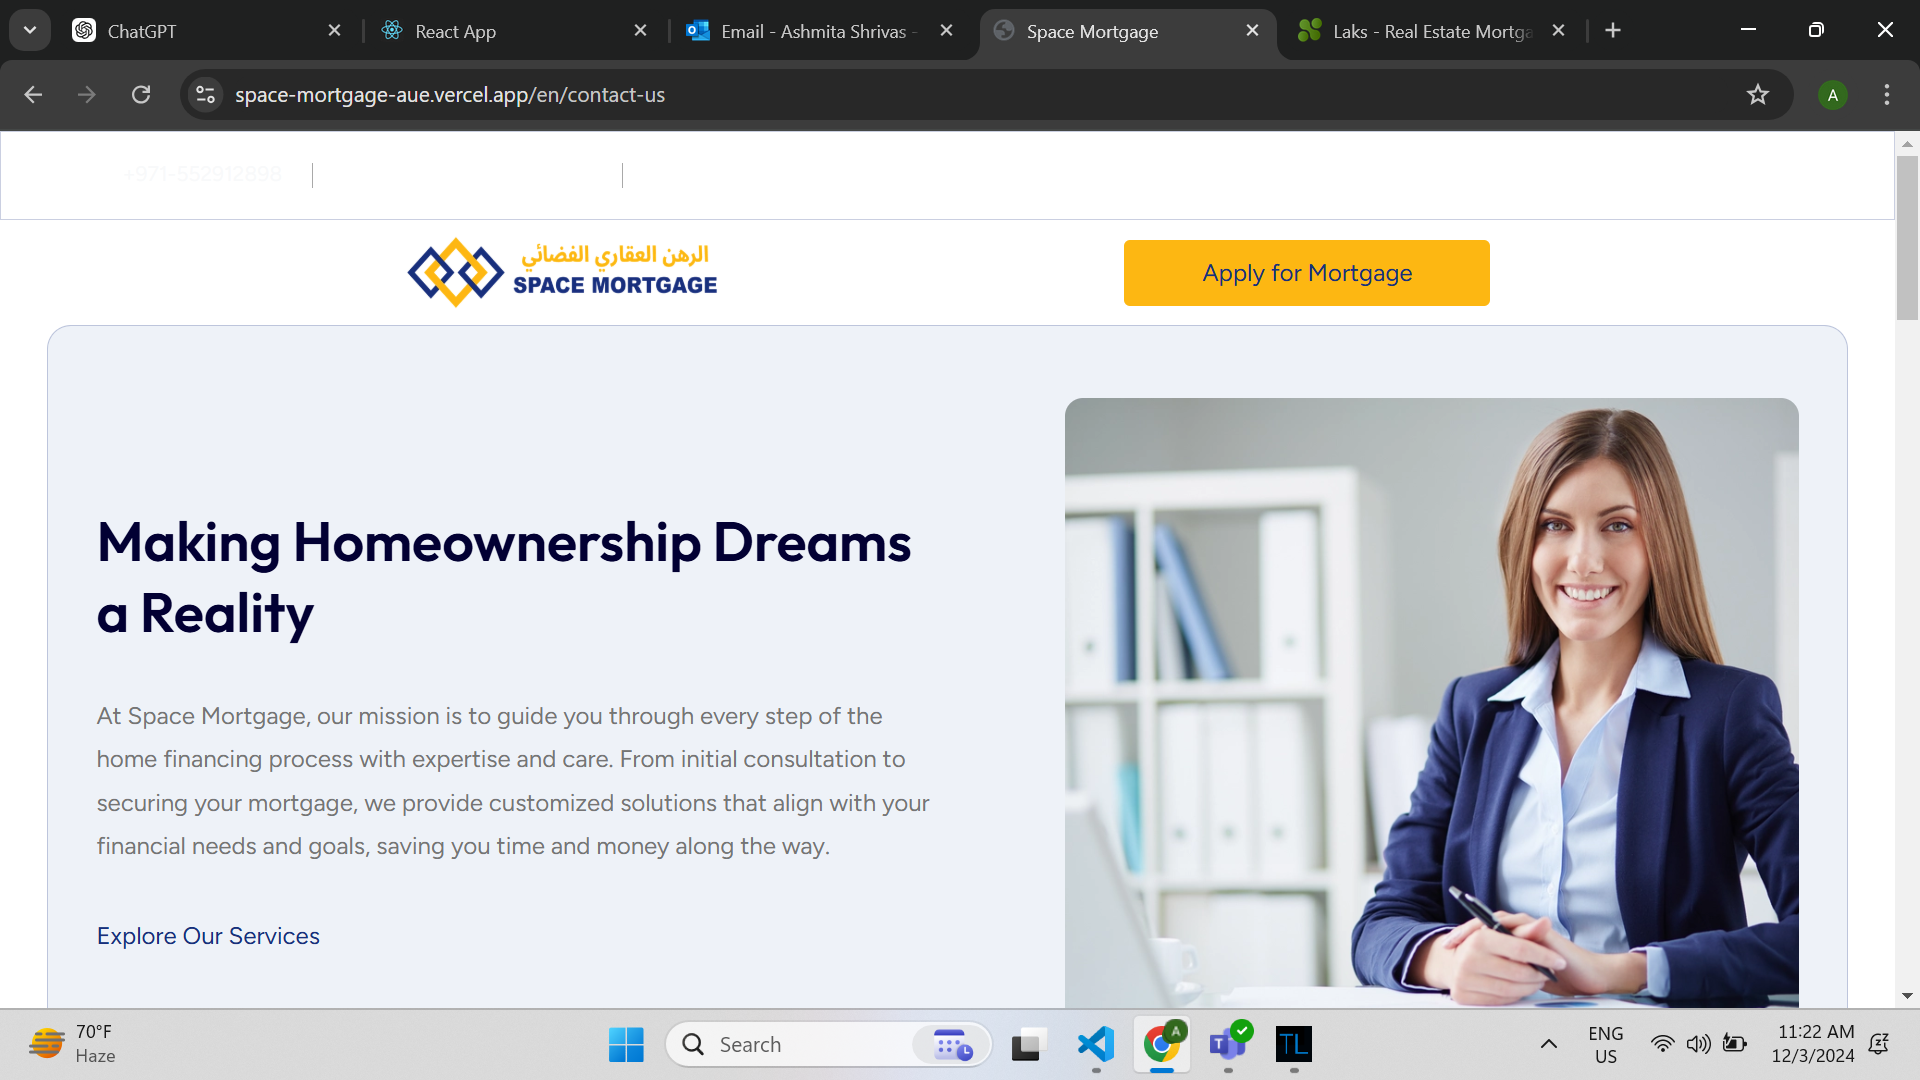 ChatGPT
React App
Email - Ashmita Shrivas -
Space Mortgage
Laks - Real Estate Mortga
space-mortgage-aue.vercel.app/en/contact-us
A
+971-552912898
الرهن العقاري الفضائي
SPACE MORTGAGE
Apply for Mortgage
Making Homeownership Dreams
a Reality
At Space Mortgage, our mission is to guide you through every step of the
home financing process with expertise and care. From initial consultation to
securing your mortgage, we provide customized solutions that align with your
financial needs and goals, saving you time and money along the way.
Explore Our Services
70°F
Haze
Search
A
T
TL
ENG
US
11:22 AM
12/3/2024